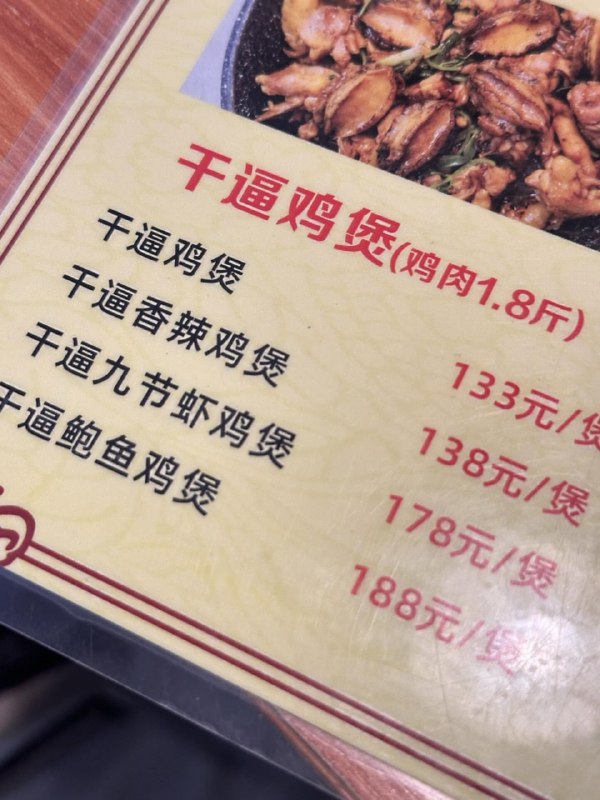 干逼鸡煲(鸡肉1.8斤)
干逼鸡煲 133元/煲
干逼香辣鸡煲 138元/煲
干逼九节虾鸡煲 178元/煲
干逼鲍鱼鸡煲 188元/煲